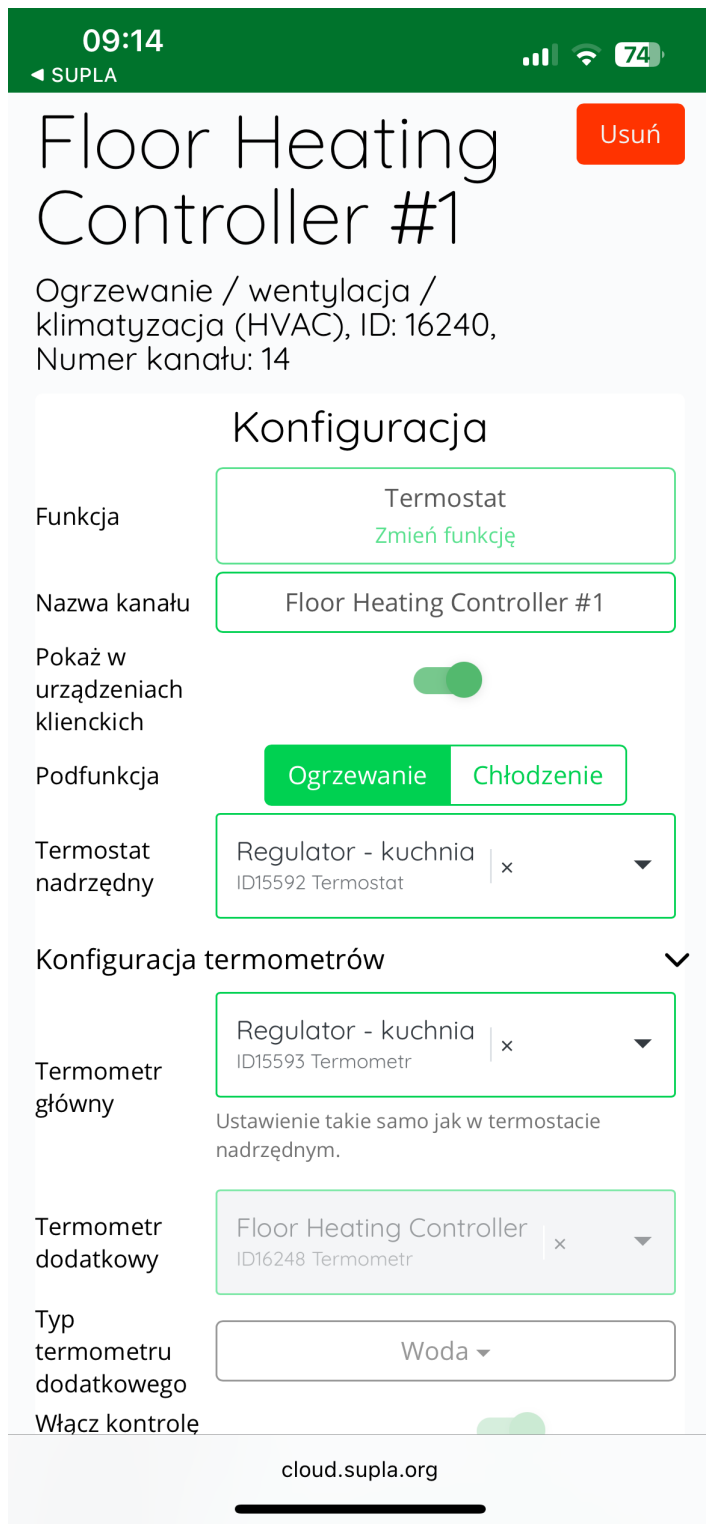 09:14
74
◀ SUPLA
Floor Heating
Controller #1
Usuń
Ogrzewanie / wentylacja /
klimatyzacja (HVAC), ID: 16240,
Numer kanału: 14
Konfiguracja
Funkcja
Termostat
Zmień funkcję
Nazwa kanału
Floor Heating Controller #1
Pokaż w
urządzeniach
klienckich
Podfunkcja
Ogrzewanie
Chłodzenie
Termostat
nadrzędny
Regulator - kuchnia
ID15592 Termostat
×
Konfiguracja termometrów
Termometr
główny
Regulator - kuchnia
ID15593 Termometr
×
Ustawienie takie samo jak w termostacie
nadrzędnym.
Termometr
dodatkowy
Floor Heating Controller
ID16248 Termometr
×
Typ
termometru
dodatkowego
Woda
Włącz kontrolę
cloud.supla.org